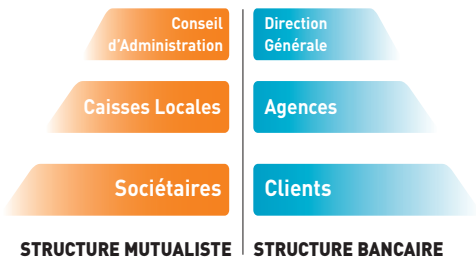 Conseil
d'Administration
Direction
Générale
Caisses Locales
Agences
Sociétaires
Clients
STRUCTURE MUTUALISTE
STRUCTURE BANCAIRE